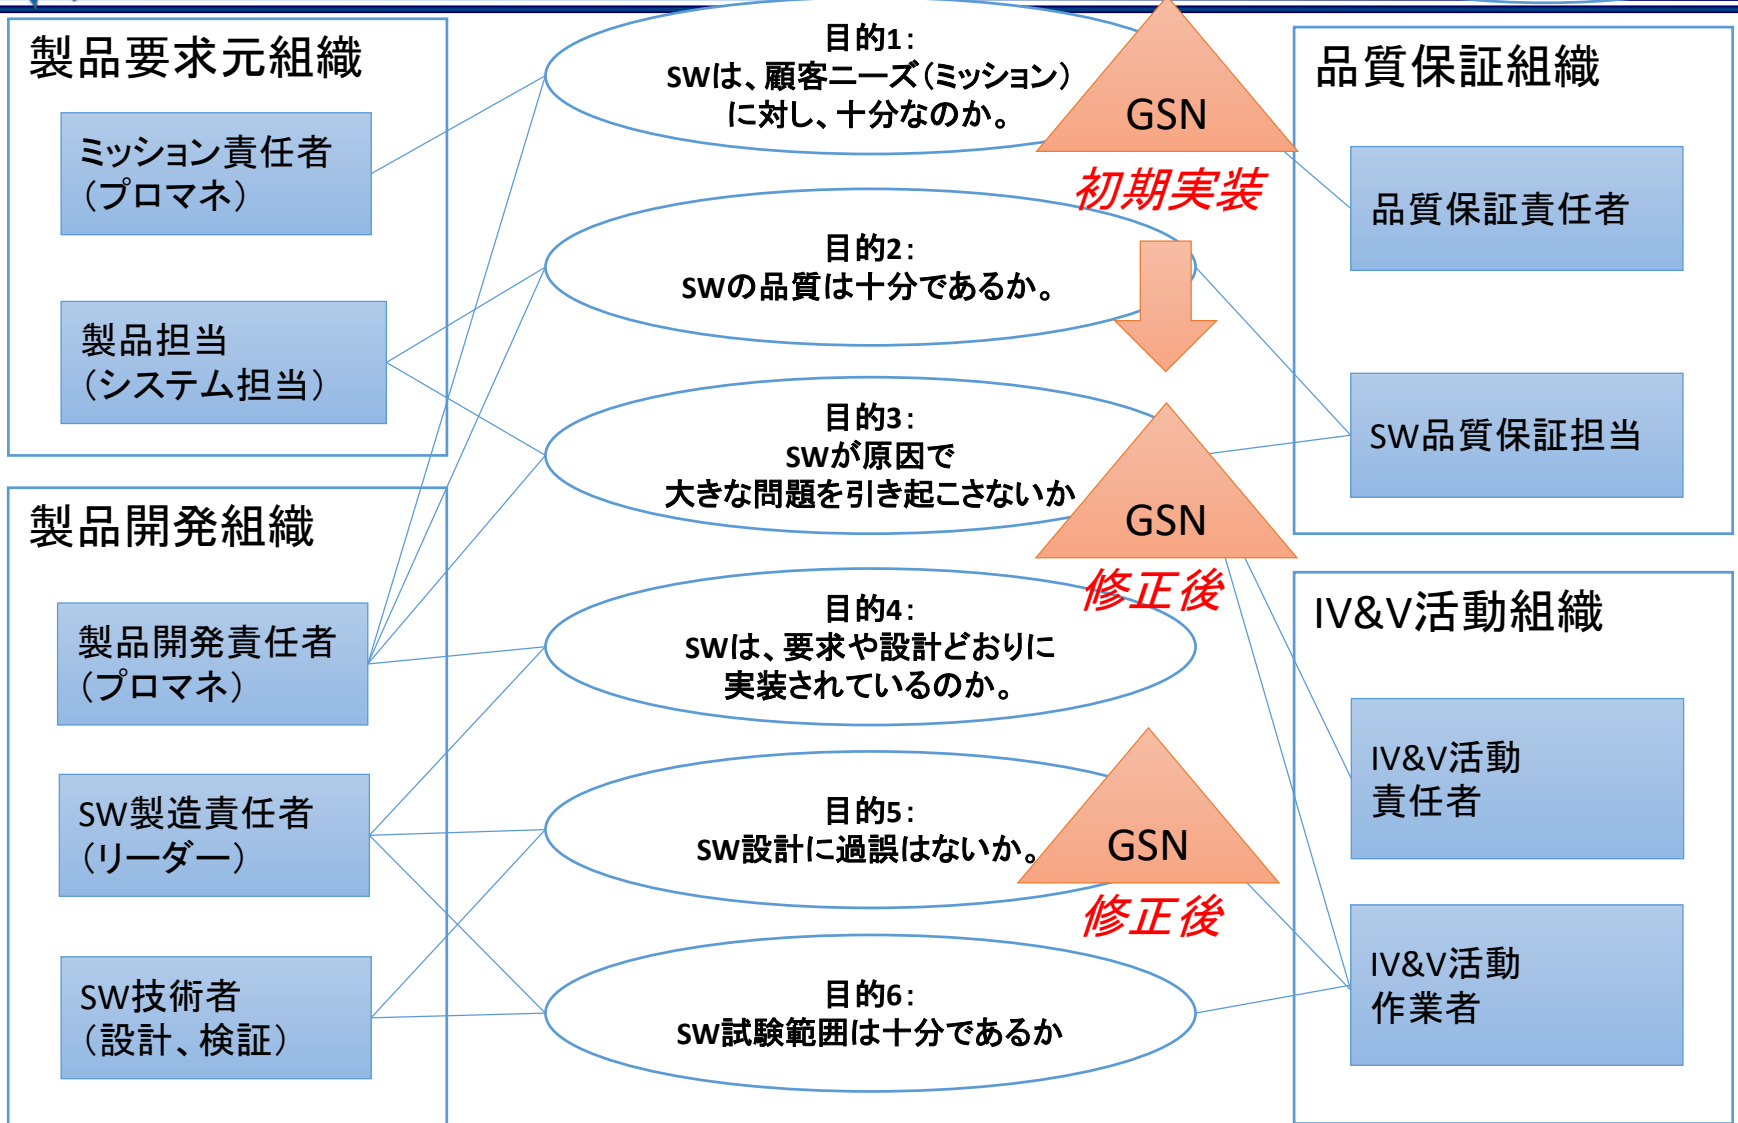 製品要求元組織
ミッション責任者
(プロマネ)
製品担当
(システム担当)
製品開発組織
製品開発責任者
(プロマネ)
SW製造責任者
(リーダー)
SW技術者
(設計、検証)
目的1:
SWは、顧客ニーズ(ミッション)
に対し、十分なのか。
目的2:
SWの品質は十分であるか。
目的3:
SWが原因で
大きな問題を引き起こさないか
目的4:
SWは、要求や設計どおりに
実装されているのか。
目的5:
SW設計に過誤はないか。
目的6:
SW試験範囲は十分であるか
GSN
初期実装
GSN
修正後
GSN
修正後
品質保証組織
品質保証責任者
SW品質保証担当
IV&V活動組織
IV&V活動
責任者
IV&V活動
作業者